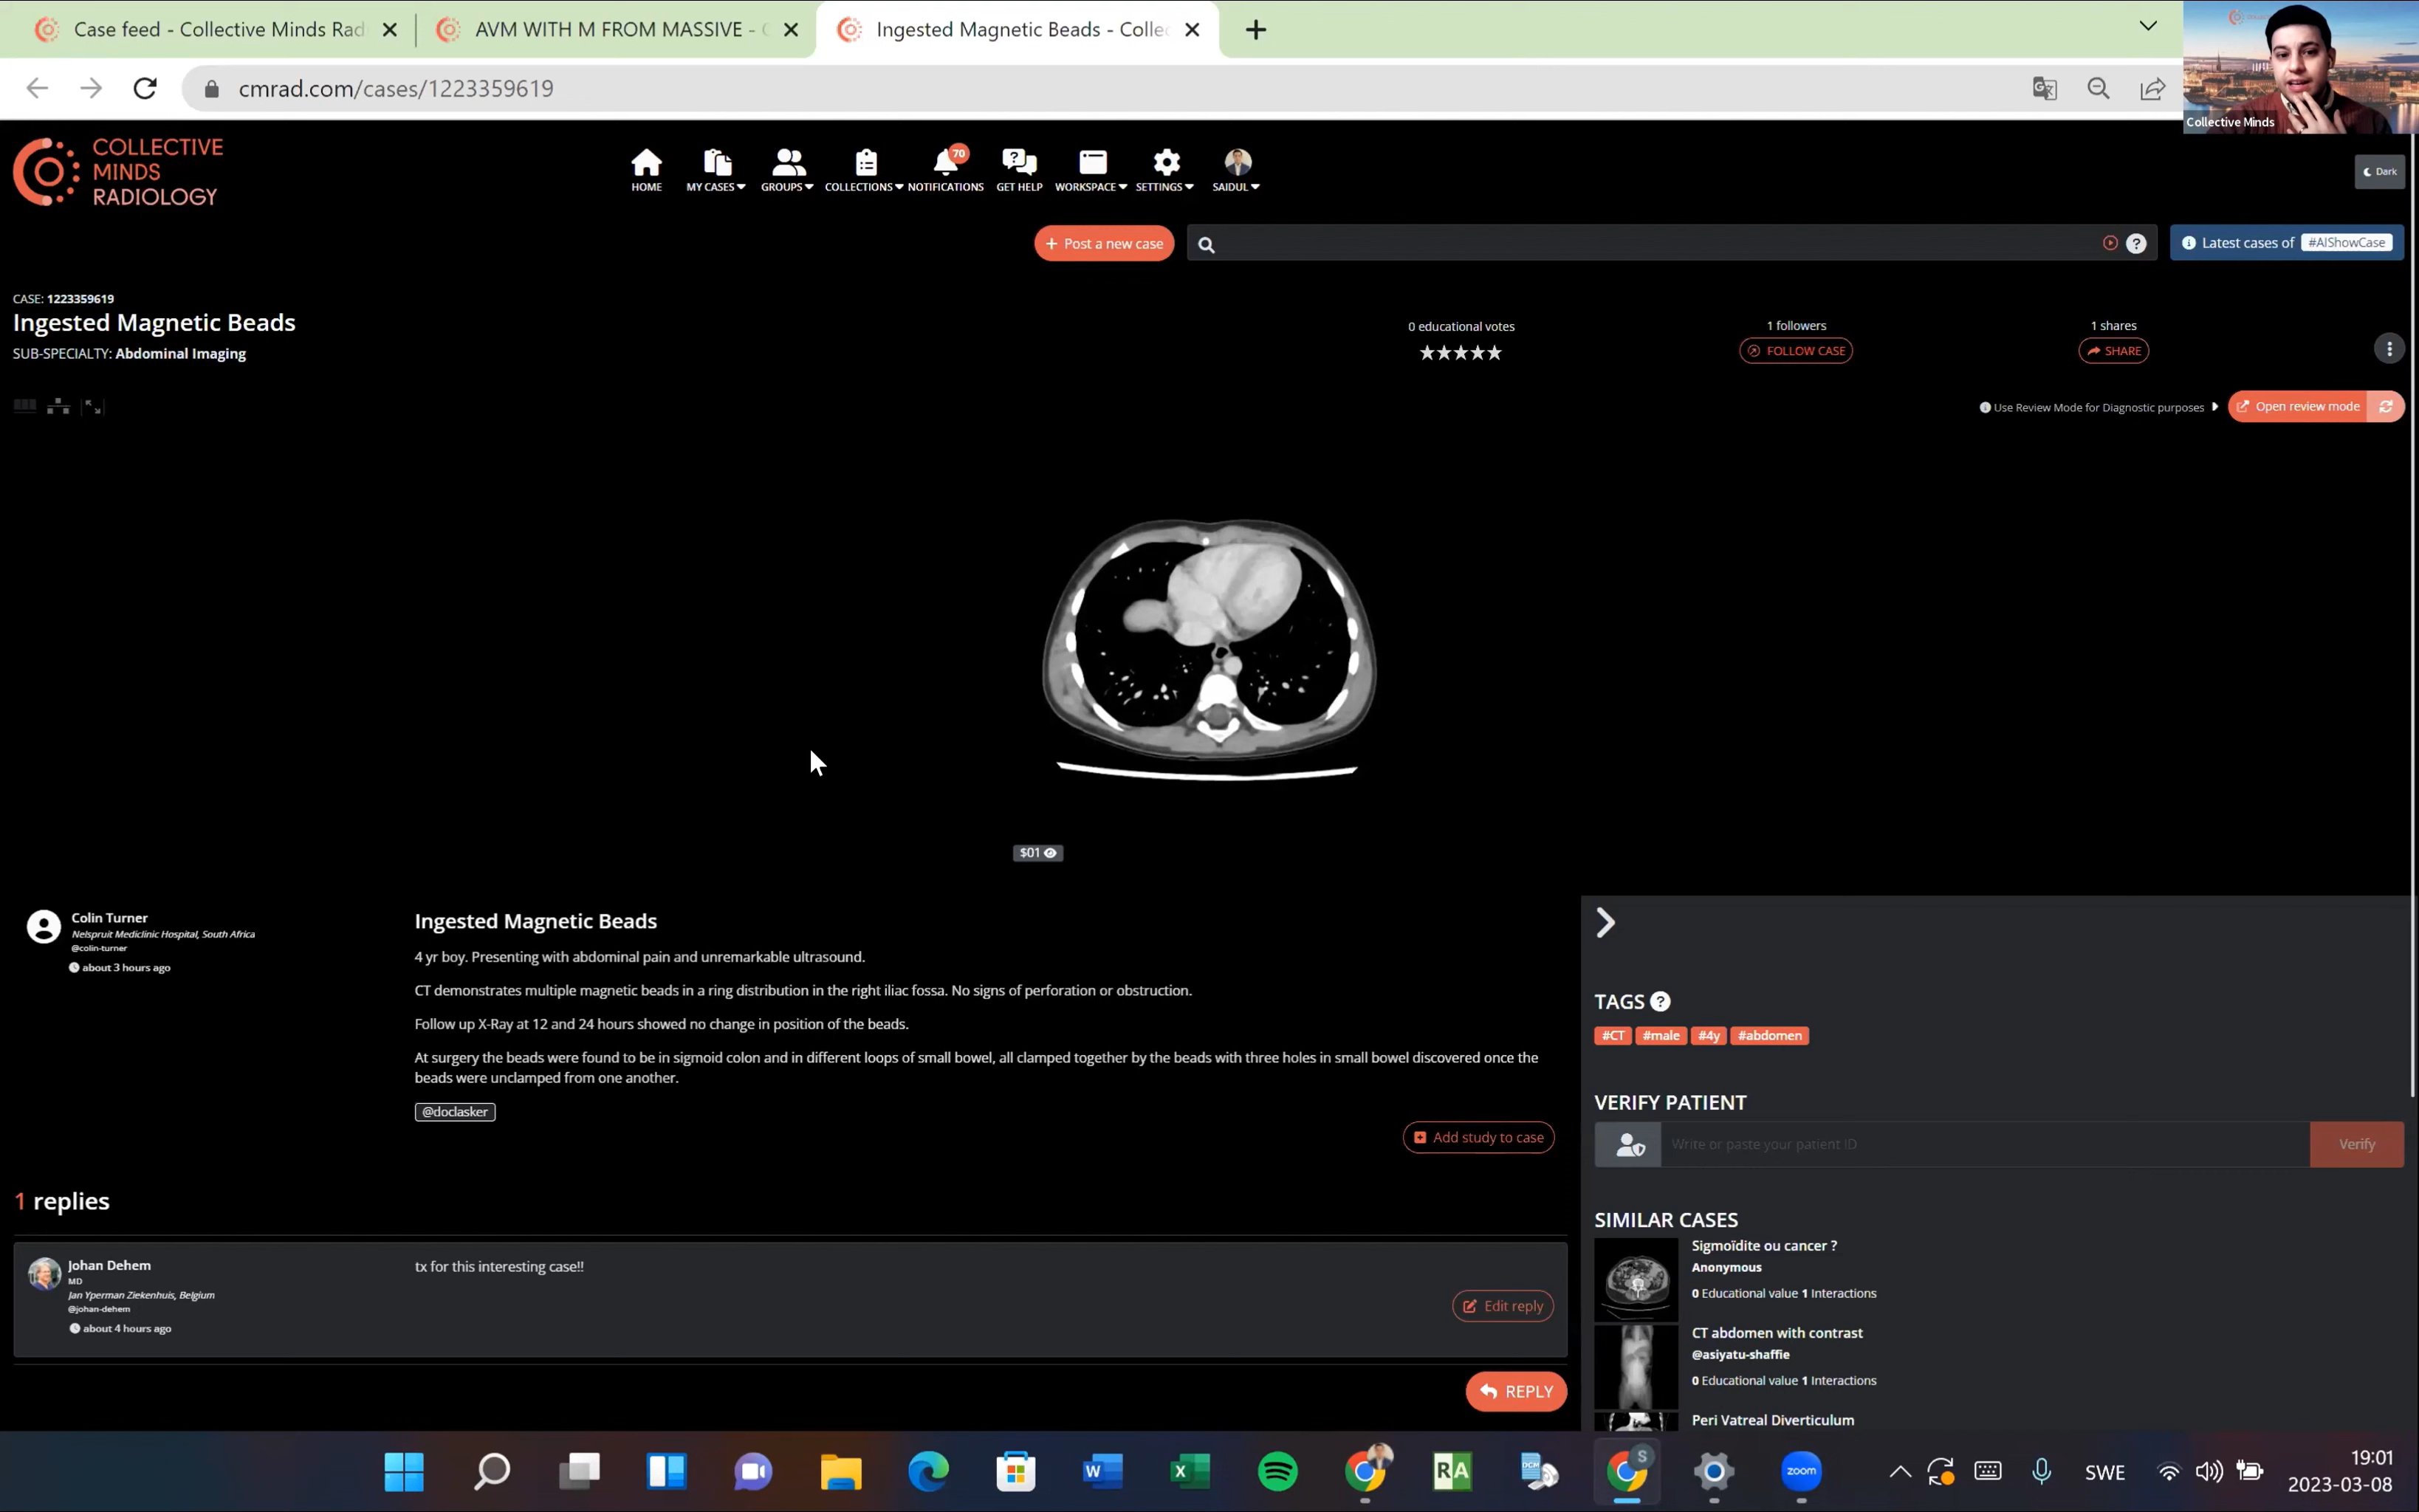 Case feed - Collective Minds Rad
AVM WITH M FROM MASSIVE - C
Ingested Magnetic Beads - Collec
cmrad.com/cases/1223359619
Collective Minds
COLLECTIVE
MINDS
RADIOLOGY
HOME
MY CASES
GROUPS
COLLECTIONS
70
NOTIFICATIONS
GET HELP
WORKSPACE
SETTINGS
SAIDUL
Dark
+ Post a new case
Latest cases of #AIShowCase
CASE: 1223359619
Ingested Magnetic Beads
SUB-SPECIALTY: Abdominal Imaging
0 educational votes
1 followers
FOLLOW CASE
1 shares
SHARE
Use Review Mode for Diagnostic purposes
Open review mode
$01
Colin Turner
Nelspruit Mediclinic Hospital, South Africa
@colin-turner
about 3 hours ago
Ingested Magnetic Beads
4 yr boy. Presenting with abdominal pain and unremarkable ultrasound.
CT demonstrates multiple magnetic beads in a ring distribution in the right iliac fossa. No signs of perforation or obstruction.
Follow up X-Ray at 12 and 24 hours showed no change in position of the beads.
At surgery the beads were found to be in sigmoid colon and in different loops of small bowel, all clamped together by the beads with three holes in small bowel discovered once the
beads were unclamped from one another.
@doclasker
Add study to case
TAGS ?
#CT #male #4y #abdomen
VERIFY PATIENT
Write or paste your patient ID
Verify
SIMILAR CASES
Sigmoïdite ou cancer ?
Anonymous
0 Educational value 1 Interactions
CT abdomen with contrast
@asiyatu-shaffie
0 Educational value 1 Interactions
Peri Vatreal Diverticulum
1 replies
Johan Dehem
MD
Jan Yperman Ziekenhuis, Belgium
@johan-dehem
about 4 hours ago
tx for this interesting case!!
Edit reply
REPLY
W
X
RA
DCM
S
zoom
SWE
19:01
2023-03-08